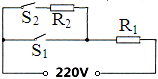 S₂ R₂
S₁ R₁
220V